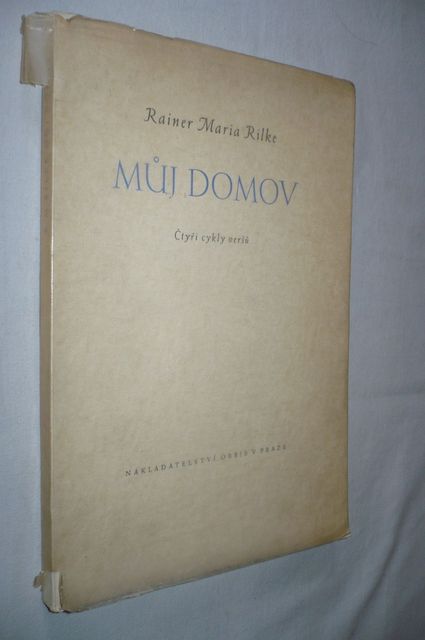 Rainer Maria Rilke
MŮJ DOMOV
Čtyři cykly veršů
NAKLADATELSTVÍ ORBIS V PRAZE